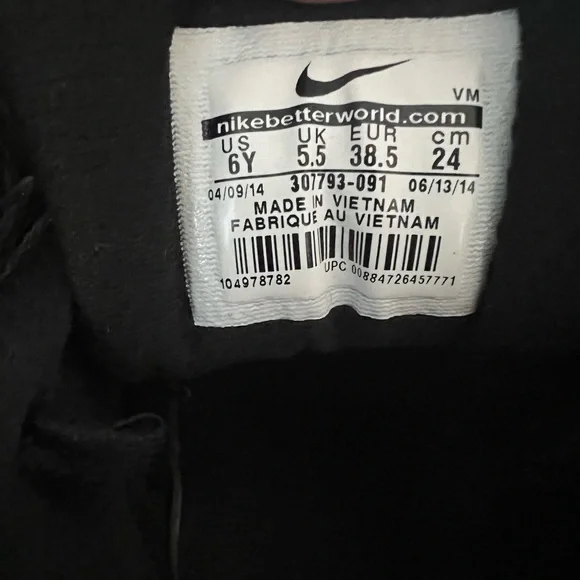 VM
nikebetterworld.com
US UK EUR cm
6Y 5.5 38.5 24
04/09/14 307793-091 06/13/14
MADE IN VIETNAM
FABRIQUE AU VIETNAM
104978782 UPC 00884726457771